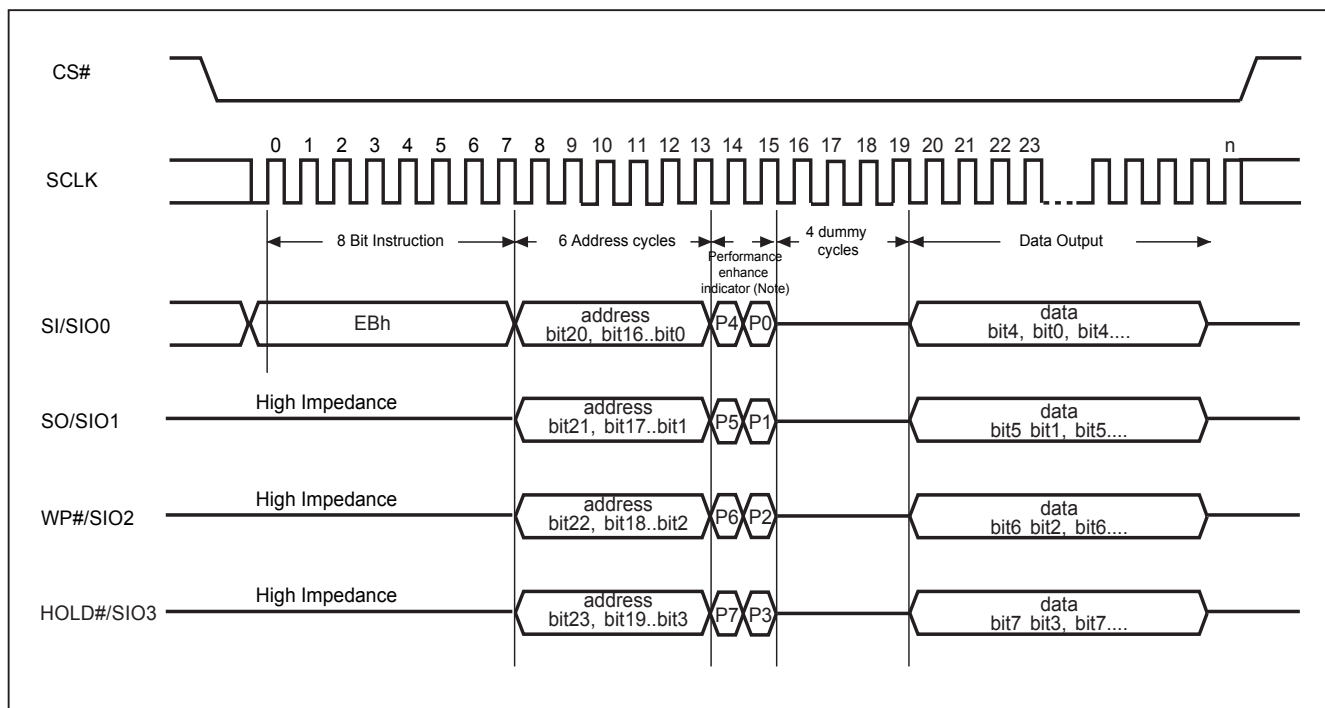 CS#
0 1 2 3 4 5 6 7 8 9 10 11 12 13 14 15 16 17 18 19 20 21 22 23 n
SCLK
8 Bit Instruction 6 Address cycles 4 dummy Data Output
cycles
Performance
enhance
indicator (Note)
SI/SIO0 EBh address P4 P0 data
bit20, bit16..bit0 bit4, bit0, bit4....
High Impedance
SO/SIO1 address P5 P1 data
bit21, bit17..bit1 bit5 bit1, bit5....
High Impedance
WP#/SIO2 address P6 P2 data
bit22, bit18..bit2 bit6 bit2, bit6....
High Impedance
HOLD#/SIO3 address P7 P3 data
bit23, bit19..bit3 bit7 bit3, bit7....